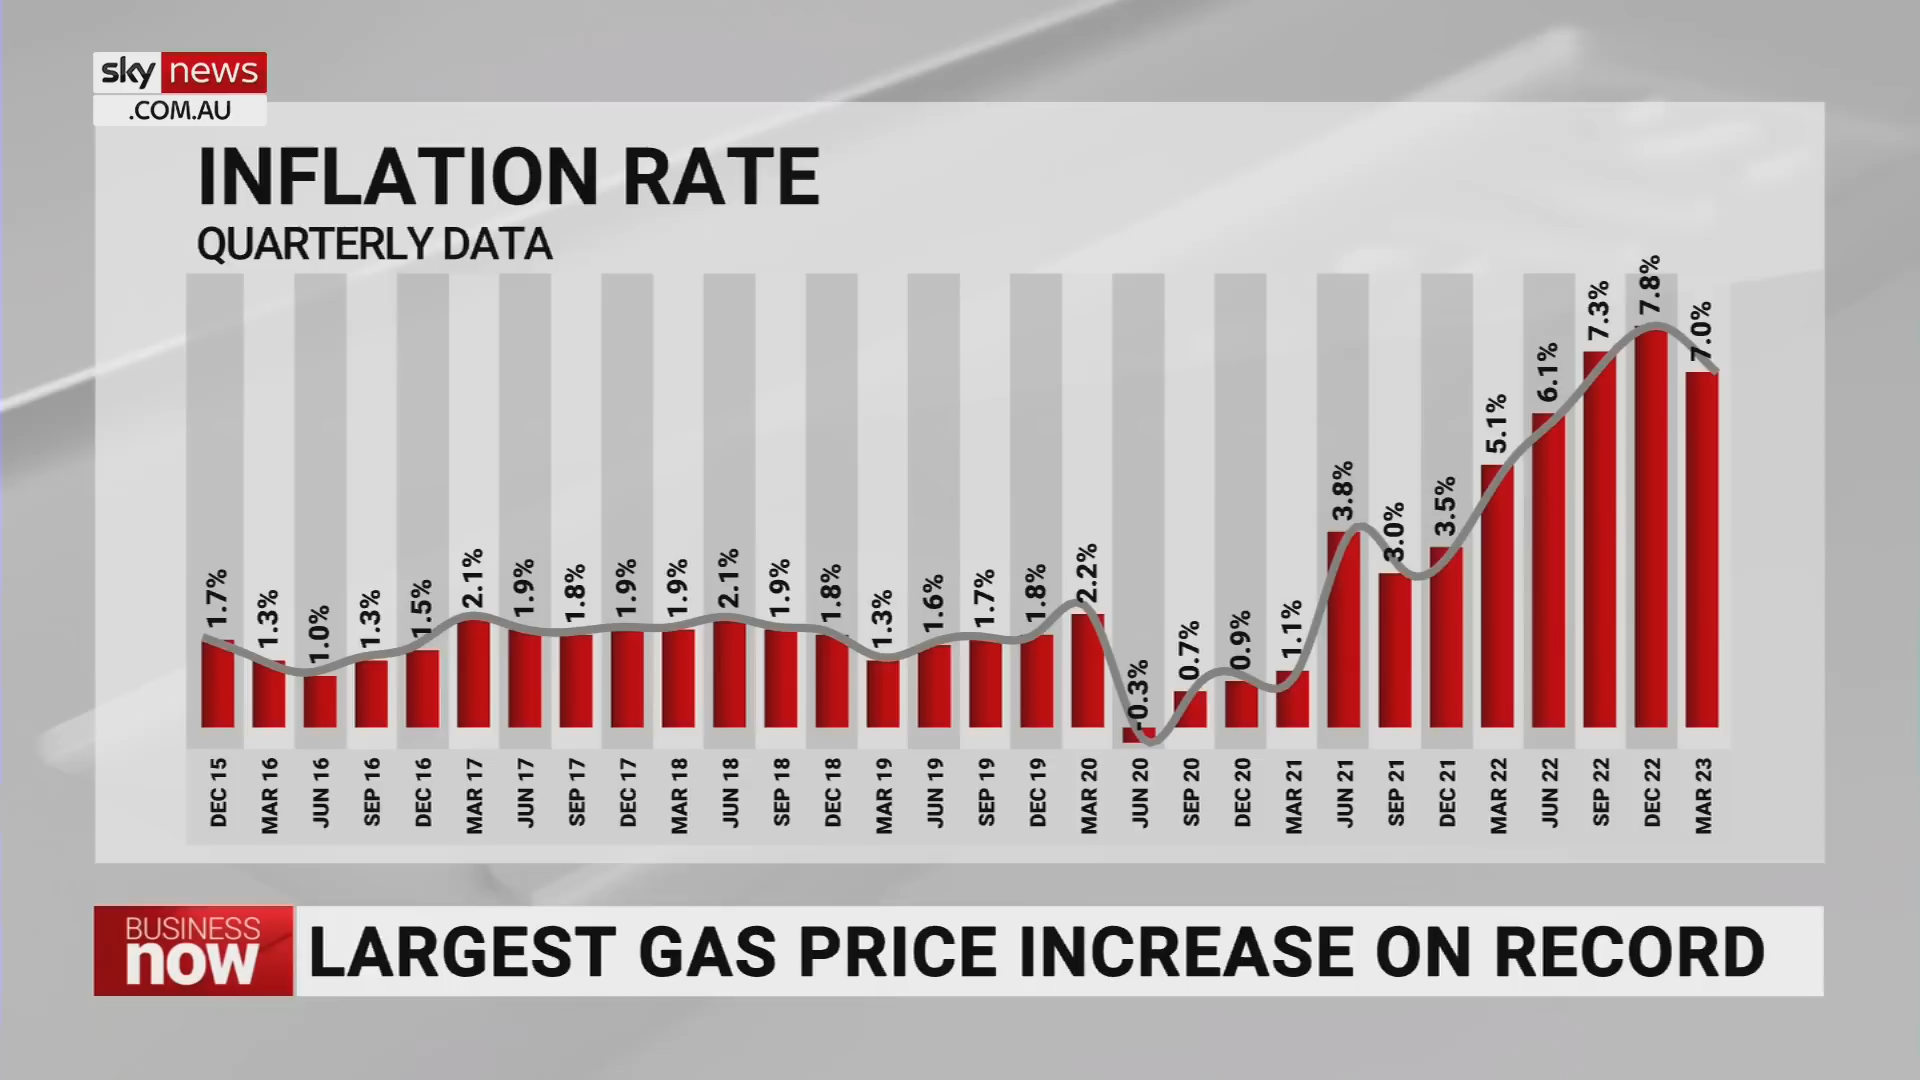 sky news
.COM.AU
INFLATION RATE
QUARTERLY DATA
1.7%
1.3%
1.0%
1.3%
1.5%
2.1%
1.9%
1.8%
1.9%
1.9%
2.1%
1.9%
1.8%
1.3%
1.6%
1.7%
1.8%
2.2%
-0.3%
0.7%
0.9%
1.1%
3.8%
3.0%
3.5%
5.1%
6.1%
7.3%
7.8%
7.0%
DEC 15
MAR 16
JUN 16
SEP 16
DEC 16
MAR 17
JUN 17
SEP 17
DEC 17
MAR 18
JUN 18
SEP 18
DEC 18
MAR 19
JUN 19
SEP 19
DEC 19
MAR 20
JUN 20
SEP 20
DEC 20
MAR 21
JUN 21
SEP 21
DEC 21
MAR 22
JUN 22
SEP 22
DEC 22
MAR 23
BUSINESS
now
LARGEST GAS PRICE INCREASE ON RECORD